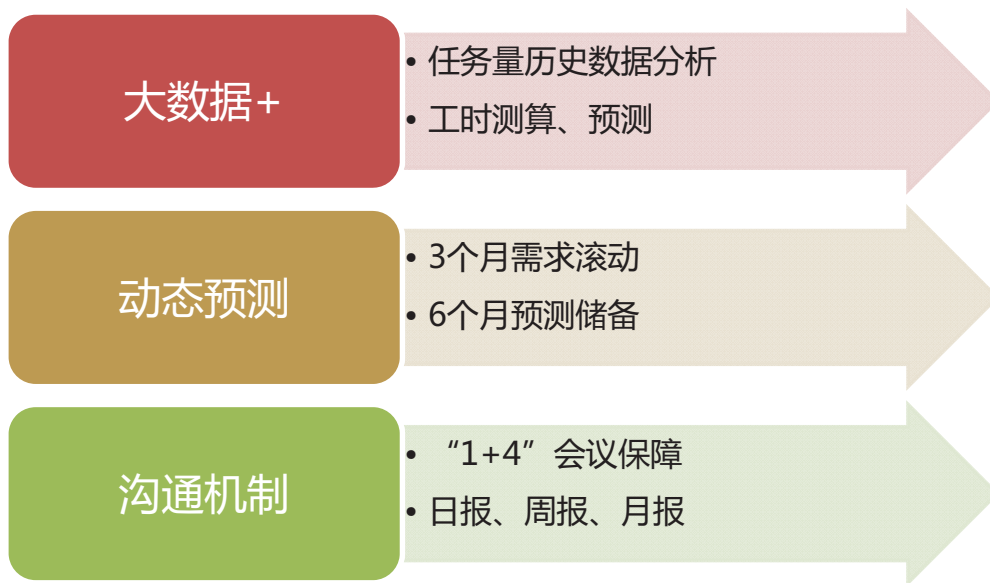 大数据+
• 任务量历史数据分析
• 工时测算、预测
动态预测
• 3个月需求滚动
• 6个月预测储备
沟通机制
• “1+4”会议保障
• 日报、周报、月报